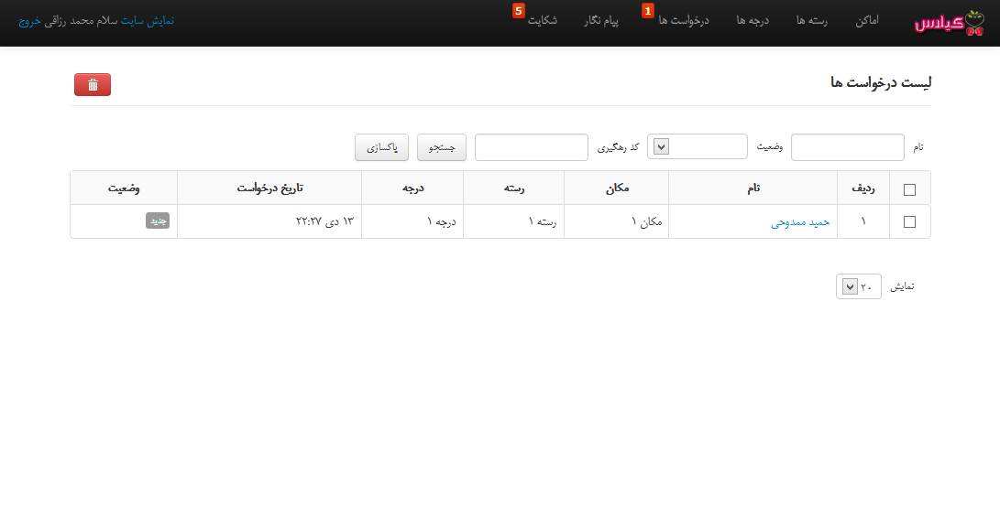 گیلاس اماکن رسته ها درجه ها درخواست ها 1 پیام نگار شکایت 5 نمایش سایت سلام محمد رزاقی خروج
لیست درخواست ها
نام وضعیت کد رهگیری جستجو پاکسازی
ردیف نام مکان رسته درجه تاریخ درخواست وضعیت
۱ حمید ممدوحی مکان ۱ رسته ۱ درجه ۱ ۱۳ دی ۲۲:۲۷ جدید
نمایش ۲۰